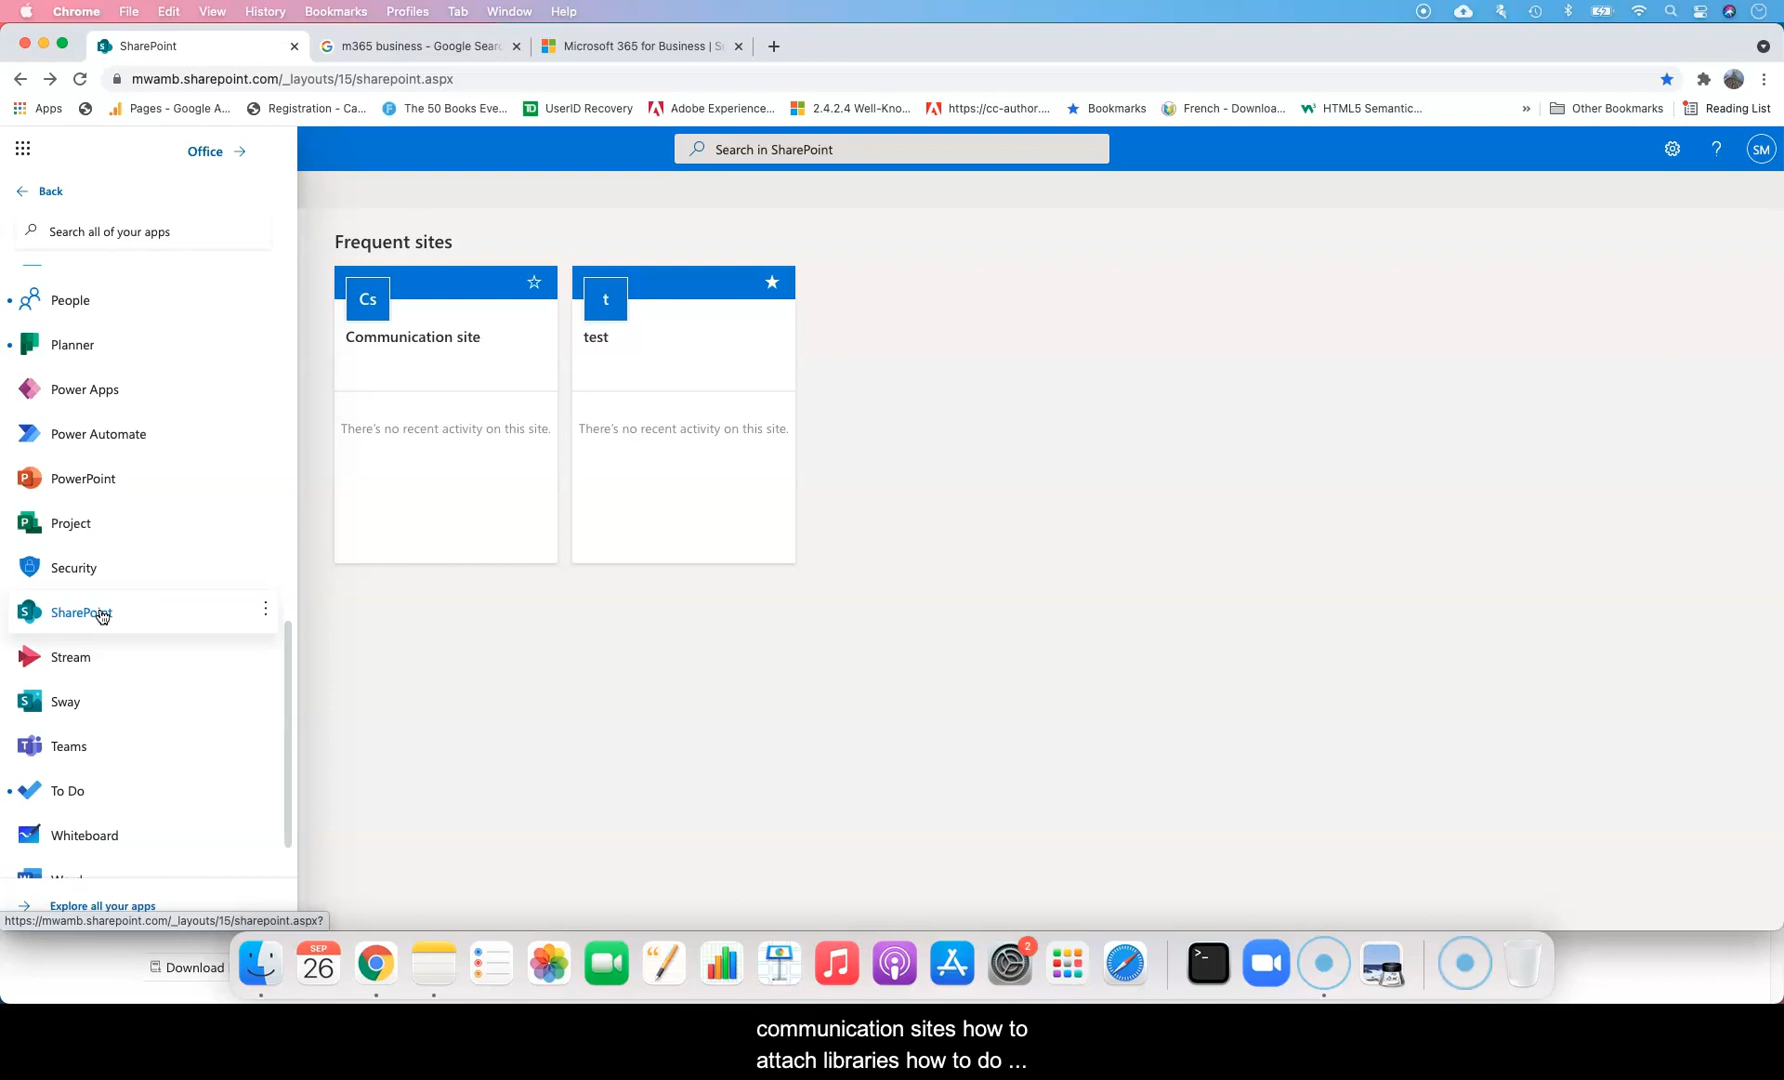 Chrome File Edit View History Bookmarks Profiles Tab Window Help
SharePoint
m365 business - Google Sear
Microsoft 365 for Business | S
mwamb.sharepoint.com/_layouts/15/sharepoint.aspx
Apps
Pages - Google A...
Registration - Ca...
The 50 Books Eve...
UserID Recovery
Adobe Experience...
2.4.2.4 Well-Kno...
https://cc-author....
Bookmarks
French - Downloa...
HTML5 Semantic...
»
Other Bookmarks
Reading List
Office →
Search in SharePoint
?
SM
← Back
Search all of your apps
People
Planner
Power Apps
Power Automate
PowerPoint
Project
Security
SharePoint
Stream
Sway
Teams
To Do
Whiteboard
Explore all your apps
https://mwamb.sharepoint.com/_layouts/15/sharepoint.aspx?
Frequent sites
Cs
Communication site
There's no recent activity on this site.
t
test
There's no recent activity on this site.
Download
SEP
26
2
communication sites how to
attach libraries how to do ...